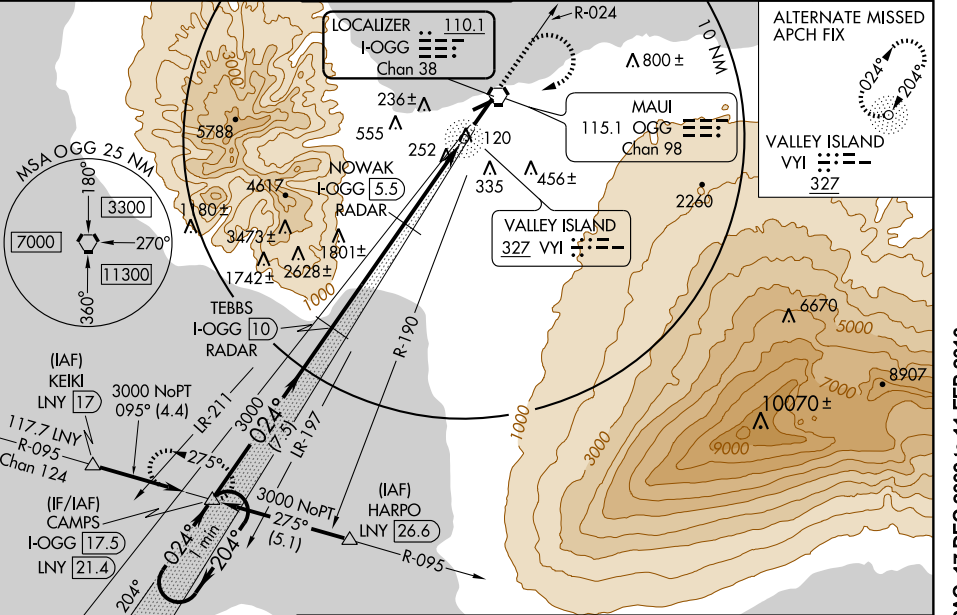 LOCALIZER 110.1
I-OGG
Chan 38
R-024
10 NM
800 ±
ALTERNATE MISSED
APCH FIX
024°
204°
VALLEY ISLAND
VYI
327
MAUI
115.1 OGG
Chan 98
236 ±
555
252
120
335
456 ±
5788
4617
1180 ±
3473 ±
1742 ±
2628 ±
1801 ±
1000
NOWAK
I-OGG 5.5
RADAR
VALLEY ISLAND
327 VYI
2260
MSA OGG 25 NM
180°
3300
7000
270°
11300
360°
TEBBS
I-OGG 10
RADAR
R-190
6670
5000
7000
8907
10070 ±
9000
3000
1000
(IAF)
KEIKI
LNY 17
3000 NoPT
095° (4.4)
117.7 LNY
R-095
Chan 124
LR-211
3000
024°
(7.5)
LR-197
275°
(IF/IAF)
CAMPS
I-OGG 17.5
LNY 21.4
3000 NoPT
275°
(5.1)
(IAF)
HARPO
LNY 26.6
R-095
024°
1 min
204°
204°